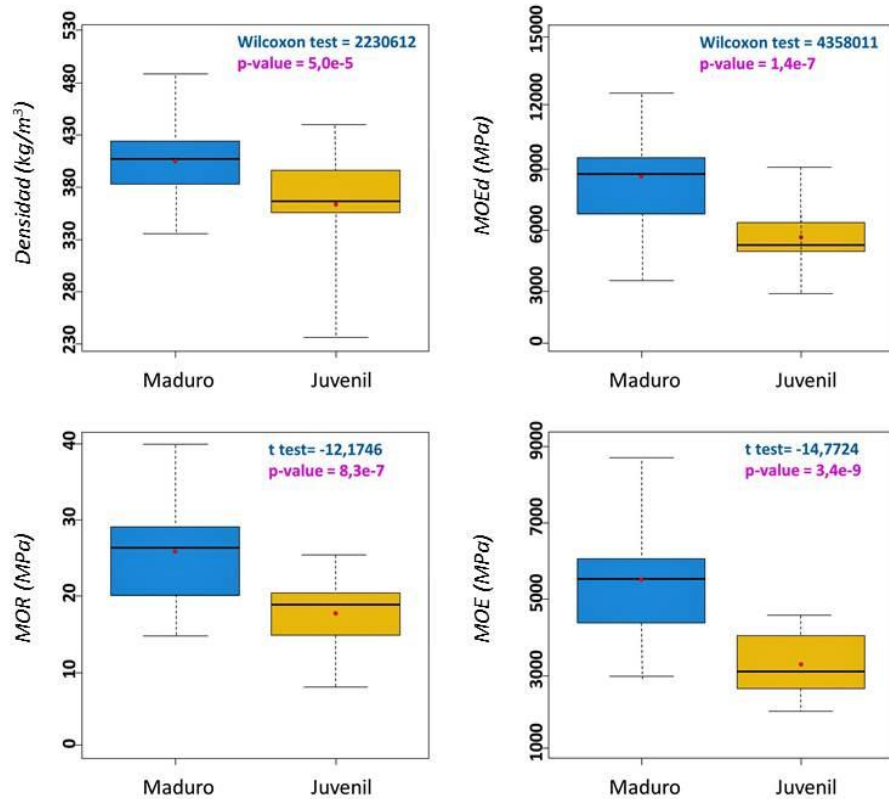 Densidad (kg/m³)
530
480
430
380
330
280
230
Wilcoxon test = 2230612
p-value = 5,0e-5
Maduro
Juvenil
MOEd (MPa)
15000
12000
9000
6000
3000
0
Wilcoxon test = 4358011
p-value = 1,4e-7
Maduro
Juvenil
MOR (MPa)
40
30
20
10
0
t test= -12,1746
p-value = 8,3e-7
Maduro
Juvenil
MOE (MPa)
9000
7000
5000
3000
1000
t test= -14,7724
p-value = 3,4e-9
Maduro
Juvenil